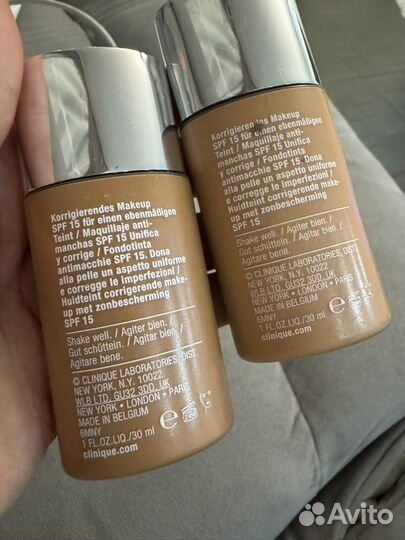 Korrigierendes Makeup
SPF 15 für einen ebenmäßigen
Teint / Maquillaje anti-
manchas SPF 15 Unifica
y corrige / Fondotinta
antimacchie SPF 15. Dona
alla pelle un aspetto uniforme
e corregge le imperfezioni /
Huidteint corrigerende make-
up met zonbescherming
SPF 15
Shake well. / Agiter bien. /
Gut schütteln. / Agitar bien. /
Agitare bene.
© CLINIQUE LABORATORIES, DIST.
NEW YORK, N.Y. 10022
WLB LTD. GU32 3DD, UK
NEW YORK • LONDON • PARIS
MADE IN BELGIUM
6MNY
1 FL.OZ.LIQ./30 ml
clinique.com
Korrigierendes Makeup
SPF 15 für einen ebenmäßigen
Teint / Maquillaje anti-
manchas SPF 15 Unifica
y corrige / Fondotinta
antimacchie SPF 15. Dona
alla pelle un aspetto uniforme
e corregge le imperfezioni /
Huidteint corrigerende make-
up met zonbescherming
SPF 15
Shake well. / Agiter bien. /
Gut schütteln. / Agitar bien. /
Agitare bene.
© CLINIQUE LABORATORIES, DIST.
NEW YORK, N.Y. 10022
WLB LTD. GU32 3DD, UK
NEW YORK • LONDON • PARIS
MADE IN BELGIUM
6MNY
1 FL.OZ.LIQ./30 ml
clinique.com
Avito